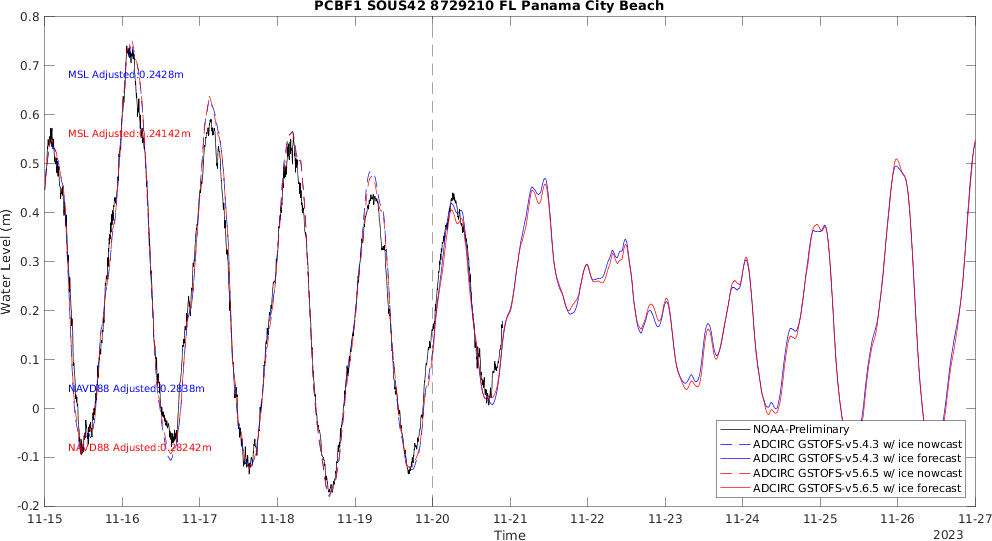 PCBF1 SOUS42 8729210 FL Panama City Beach
Water Level (m)
0.8
0.7
0.6
0.5
0.4
0.3
0.2
0.1
0
-0.1
-0.2
MSL Adjusted:0.2428m
MSL Adjusted:0.24142m
NAVD88 Adjusted:0.2838m
NAVD88 Adjusted:0.28242m
NOAA-Preliminary
ADCIRC GSTOFS-v5.4.3 w/ ice nowcast
ADCIRC GSTOFS-v5.4.3 w/ ice forecast
ADCIRC GSTOFS-v5.6.5 w/ ice nowcast
ADCIRC GSTOFS-v5.6.5 w/ ice forecast
11-15 11-16 11-17 11-18 11-19 11-20 11-21 11-22 11-23 11-24 11-25 11-26 11-27
Time
2023